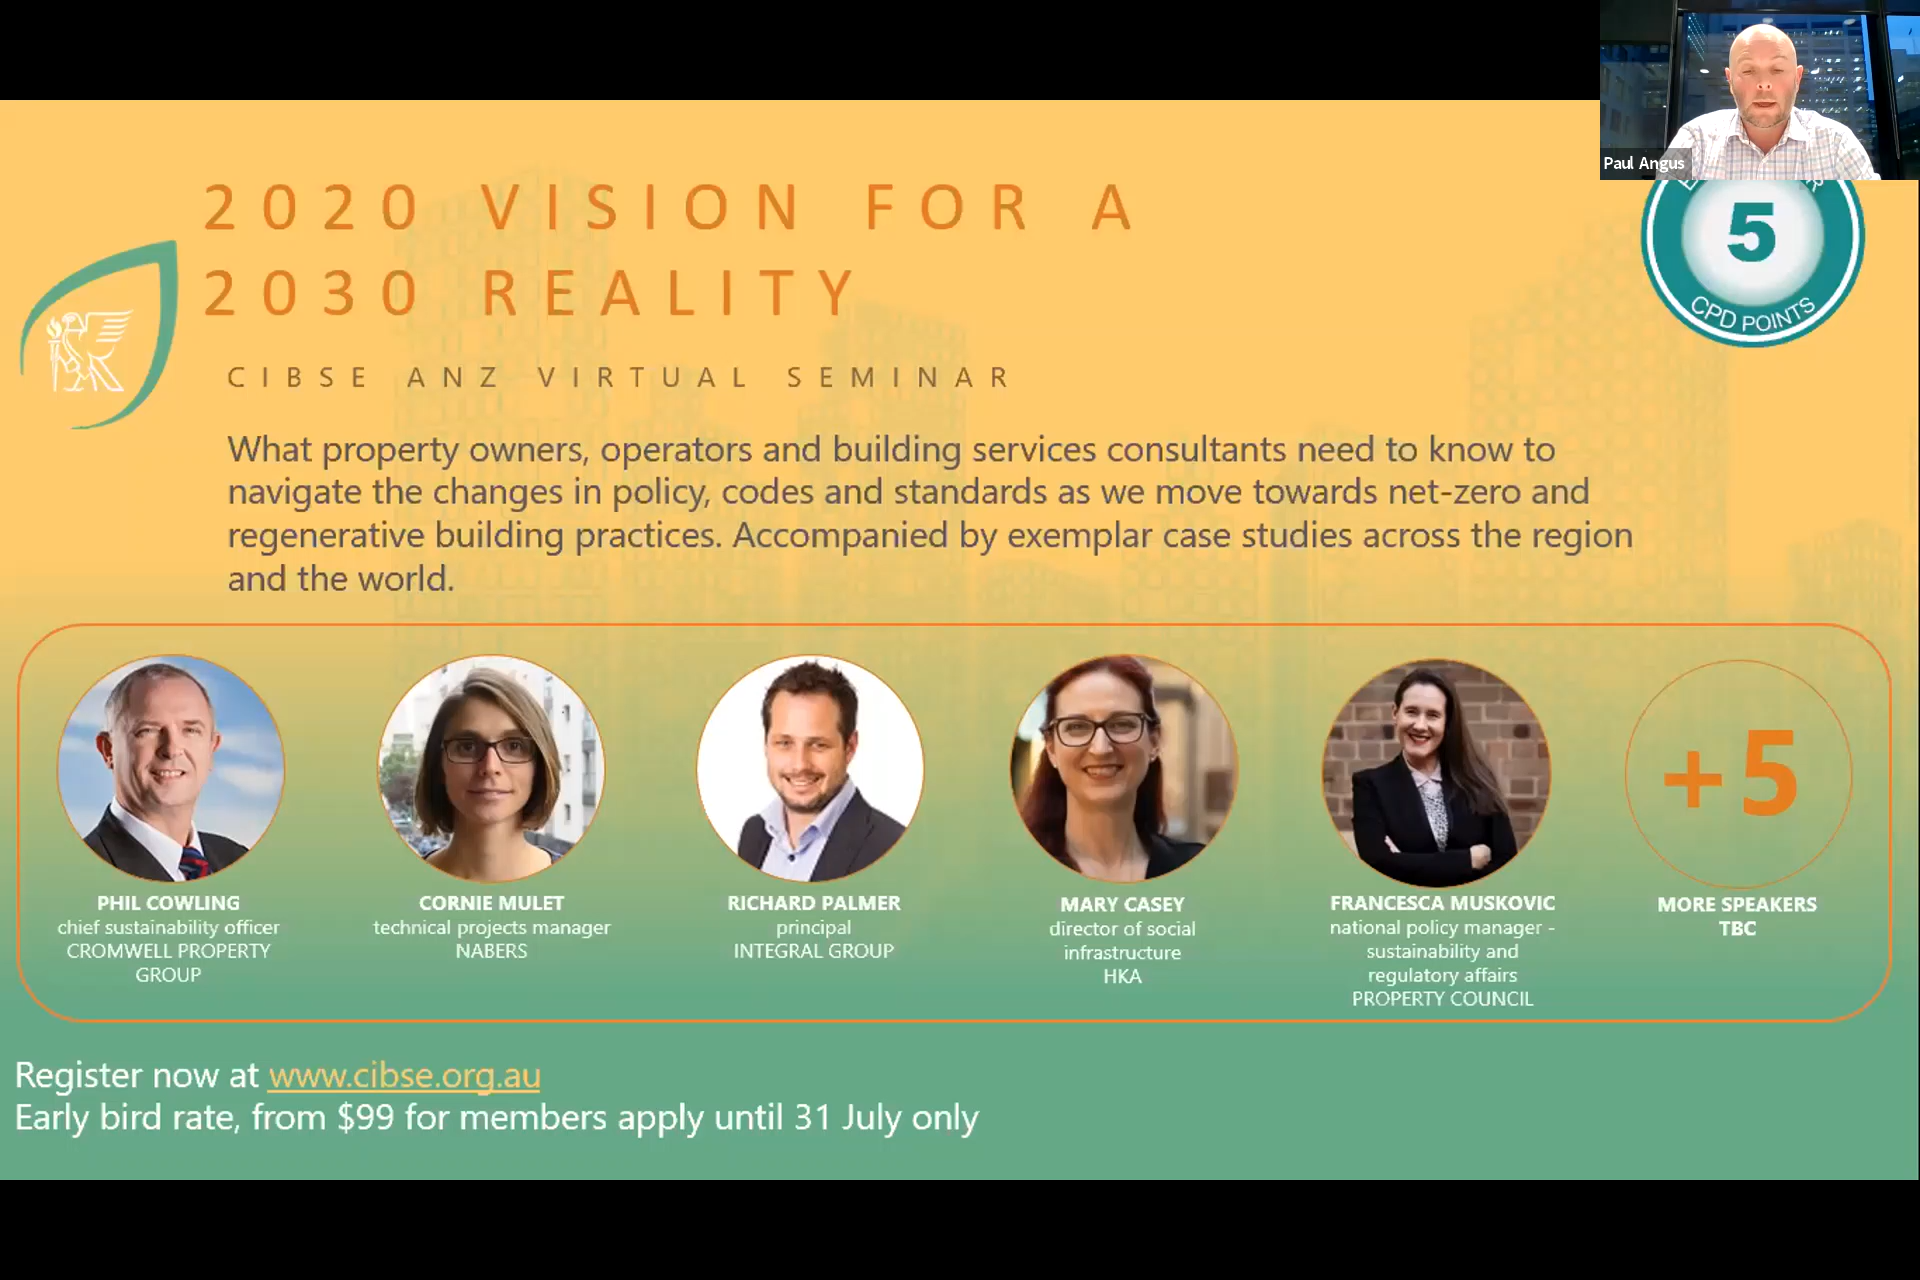 Paul Angus
2020 VISION FOR A
2030 REALITY
CIBSE ANZ VIRTUAL SEMINAR
5
CPD POINTS
What property owners, operators and building services consultants need to know to
navigate the changes in policy, codes and standards as we move towards net-zero and
regenerative building practices. Accompanied by exemplar case studies across the region
and the world.
PHIL COWLING
chief sustainability officer
CROMWELL PROPERTY
GROUP
CORNIE MULET
technical projects manager
NABERS
RICHARD PALMER
principal
INTEGRAL GROUP
MARY CASEY
director of social
infrastructure
HKA
FRANCESCA MUSKOVIC
national policy manager -
sustainability and
regulatory affairs
PROPERTY COUNCIL
+5
MORE SPEAKERS
TBC
Register now at www.cibse.org.au
Early bird rate, from $99 for members apply until 31 July only